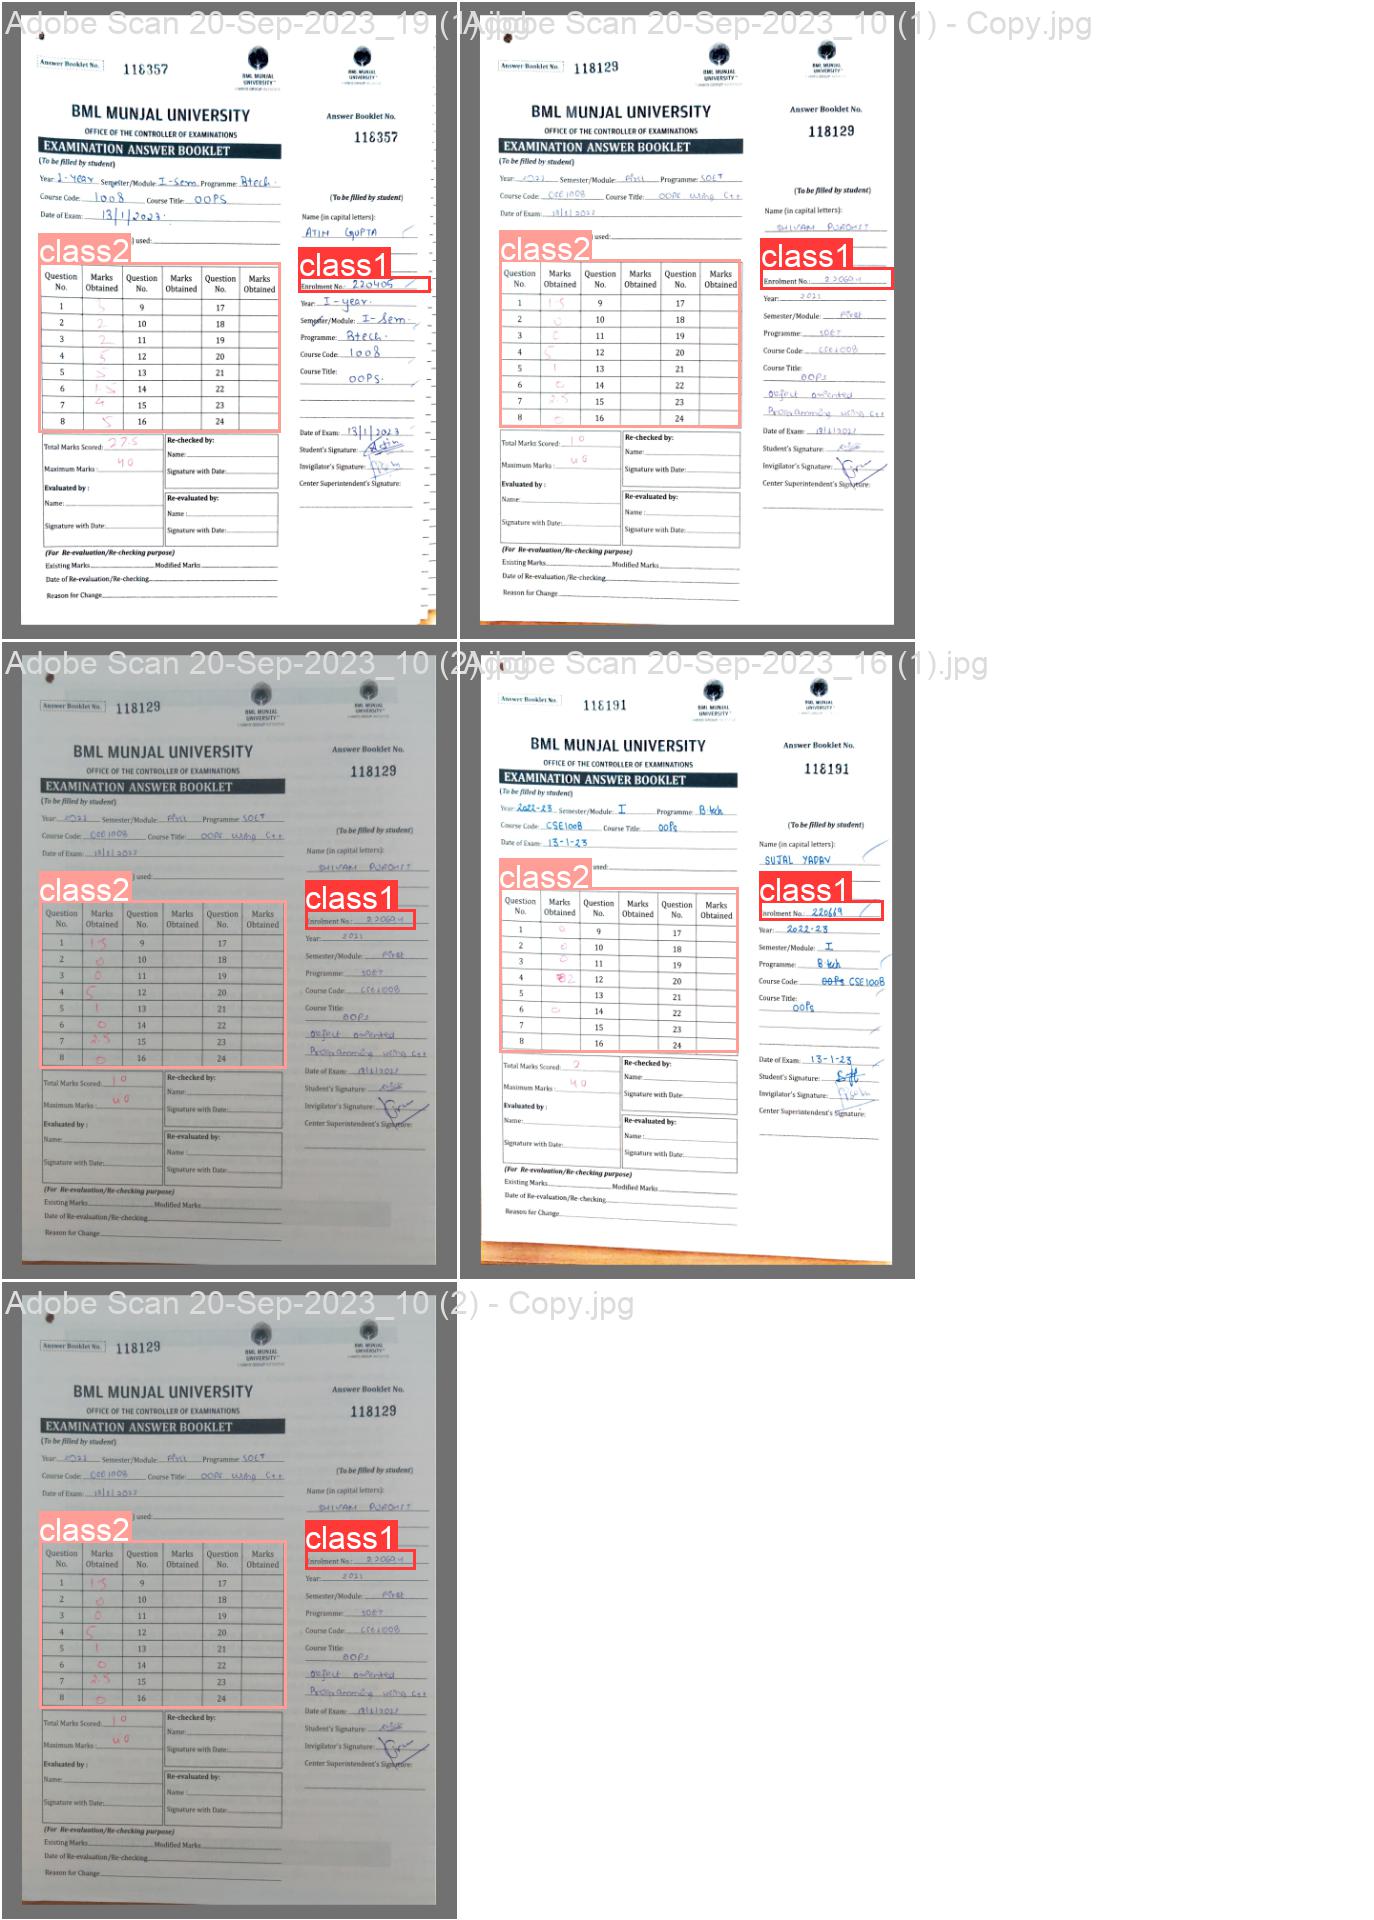 Adobe Scan 20-Sep-2023_19 (1).jpg
Answer Booklet No. 118357
BML MUNJAL UNIVERSITY
BML MUNJAL UNIVERSITY
BML MUNJAL UNIVERSITY
OFFICE OF THE CONTROLLER OF EXAMINATIONS
EXAMINATION ANSWER BOOKLET
(To be filled by student)
Year: I-Year Semester/Module: I-Sem Programme: Btech.
Course Code: 1008 Course Title: OOPS
Date of Exam: 13/1/2023.
used:
class2
Question No. Marks Obtained Question No. Marks Obtained Question No. Marks Obtained
1 5 9 17
2 2 10 18
3 2 11 19
4 5 12 20
5 5 13 21
6 1.5 14 22
7 4 15 23
8 5 16 24
Total Marks Scored: 27.5
Maximum Marks: 40
Evaluated by :
Name:
Signature with Date:
Re-checked by:
Name:
Signature with Date:
Re-evaluated by:
Name :
Signature with Date:
(For Re-evaluation/Re-checking purpose)
Existing Marks Modified Marks
Date of Re-evaluation/Re-checking
Reason for Change
Answer Booklet No.
118357
(To be filled by student)
Name (in capital letters):
ATIN GUPTA
class1
Enrolment No.: 220405
Year: I-year.
Semester/Module: I-Sem
Programme: Btech.
Course Code: 1008
Course Title:
OOPS.
Date of Exam: 13/1/2023
Student's Signature:
Invigilator's Signature:
Center Superintendent's Signature:
Adobe Scan 20-Sep-2023_10 (1) - Copy.jpg
Answer Booklet No. 118129
BML MUNJAL UNIVERSITY
BML MUNJAL UNIVERSITY
BML MUNJAL UNIVERSITY
OFFICE OF THE CONTROLLER OF EXAMINATIONS
EXAMINATION ANSWER BOOKLET
(To be filled by student)
Year: 2021 Semester/Module: First Programme: SOET
Course Code: CSE1008 Course Title: OOPS using C++
Date of Exam:
used:
class2
Question No. Marks Obtained Question No. Marks Obtained Question No. Marks Obtained
1 1.5 9 17
2 0 10 18
3 0 11 19
4 5 12 20
5 1 13 21
6 0 14 22
7 2.5 15 23
8 0 16 24
Total Marks Scored: 10
Maximum Marks: 40
Evaluated by :
Name:
Signature with Date:
Re-checked by:
Name:
Signature with Date:
Re-evaluated by:
Name :
Signature with Date:
(For Re-evaluation/Re-checking purpose)
Existing Marks Modified Marks
Date of Re-evaluation/Re-checking
Reason for Change
Answer Booklet No.
118129
(To be filled by student)
Name (in capital letters):
SHIVAM PUROHIT
class1
Enrolment No.:
Year: 2021
Semester/Module: First
Programme: SOET
Course Code: CSE1008
Course Title:
OOPS
Object oriented
Programming using C++
Date of Exam:
Student's Signature:
Invigilator's Signature:
Center Superintendent's Signature:
Adobe Scan 20-Sep-2023_10 (2).jpg
Answer Booklet No. 118129
BML MUNJAL UNIVERSITY
BML MUNJAL UNIVERSITY
BML MUNJAL UNIVERSITY
OFFICE OF THE CONTROLLER OF EXAMINATIONS
EXAMINATION ANSWER BOOKLET
(To be filled by student)
Year: 2021 Semester/Module: First Programme: SOET
Course Code: CSE1008 Course Title: OOPS using C++
Date of Exam:
used:
class2
Question No. Marks Obtained Question No. Marks Obtained Question No. Marks Obtained
1 1.5 9 17
2 0 10 18
3 0 11 19
4 5 12 20
5 1 13 21
6 0 14 22
7 2.5 15 23
8 0 16 24
Total Marks Scored: 10
Maximum Marks: 40
Evaluated by :
Name:
Signature with Date:
Re-checked by:
Name:
Signature with Date:
Re-evaluated by:
Name :
Signature with Date:
(For Re-evaluation/Re-checking purpose)
Existing Marks Modified Marks
Date of Re-evaluation/Re-checking
Reason for Change
Answer Booklet No.
118129
(To be filled by student)
Name (in capital letters):
SHIVAM PUROHIT
class1
Enrolment No.:
Year: 2021
Semester/Module: First
Programme: SOET
Course Code: CSE1008
Course Title:
OOPS
Object oriented
Programming using C++
Date of Exam:
Student's Signature:
Invigilator's Signature:
Center Superintendent's Signature:
Adobe Scan 20-Sep-2023_16 (1).jpg
Answer Booklet No. 118191
BML MUNJAL UNIVERSITY
BML MUNJAL UNIVERSITY
BML MUNJAL UNIVERSITY
OFFICE OF THE CONTROLLER OF EXAMINATIONS
EXAMINATION ANSWER BOOKLET
(To be filled by student)
Year: 2022-23 Semester/Module: I Programme: B.tech
Course Code: CSE1008 Course Title: OOPs
Date of Exam: 13-1-23
used:
class2
Question No. Marks Obtained Question No. Marks Obtained Question No. Marks Obtained
1 0 9 17
2 0 10 18
3 0 11 19
4 2 12 20
5 13 21
6 0 14 22
7 15 23
8 16 24
Total Marks Scored: 2
Maximum Marks: 40
Evaluated by :
Name:
Signature with Date:
Re-checked by:
Name:
Signature with Date:
Re-evaluated by:
Name :
Signature with Date:
(For Re-evaluation/Re-checking purpose)
Existing Marks Modified Marks
Date of Re-evaluation/Re-checking
Reason for Change
Answer Booklet No.
118191
(To be filled by student)
Name (in capital letters):
SUJAL YADAV
class1
Enrolment No.: 220669
Year: 2022-23
Semester/Module: I
Programme: B.tech
Course Code: OOPs CSE1008
Course Title:
OOPs
Date of Exam: 13-1-23
Student's Signature:
Invigilator's Signature:
Center Superintendent's Signature:
Adobe Scan 20-Sep-2023_10 (2) - Copy.jpg
Answer Booklet No. 118129
BML MUNJAL UNIVERSITY
BML MUNJAL UNIVERSITY
BML MUNJAL UNIVERSITY
OFFICE OF THE CONTROLLER OF EXAMINATIONS
EXAMINATION ANSWER BOOKLET
(To be filled by student)
Year: 2021 Semester/Module: First Programme: SOET
Course Code: CSE1008 Course Title: OOPS using C++
Date of Exam:
used:
class2
Question No. Marks Obtained Question No. Marks Obtained Question No. Marks Obtained
1 1.5 9 17
2 0 10 18
3 0 11 19
4 5 12 20
5 1 13 21
6 0 14 22
7 2.5 15 23
8 0 16 24
Total Marks Scored: 10
Maximum Marks: 40
Evaluated by :
Name:
Signature with Date:
Re-checked by:
Name:
Signature with Date:
Re-evaluated by:
Name :
Signature with Date:
(For Re-evaluation/Re-checking purpose)
Existing Marks Modified Marks
Date of Re-evaluation/Re-checking
Reason for Change
Answer Booklet No.
118129
(To be filled by student)
Name (in capital letters):
SHIVAM PUROHIT
class1
Enrolment No.:
Year: 2021
Semester/Module: First
Programme: SOET
Course Code: CSE1008
Course Title:
OOPS
Object oriented
Programming using C++
Date of Exam:
Student's Signature:
Invigilator's Signature:
Center Superintendent's Signature: